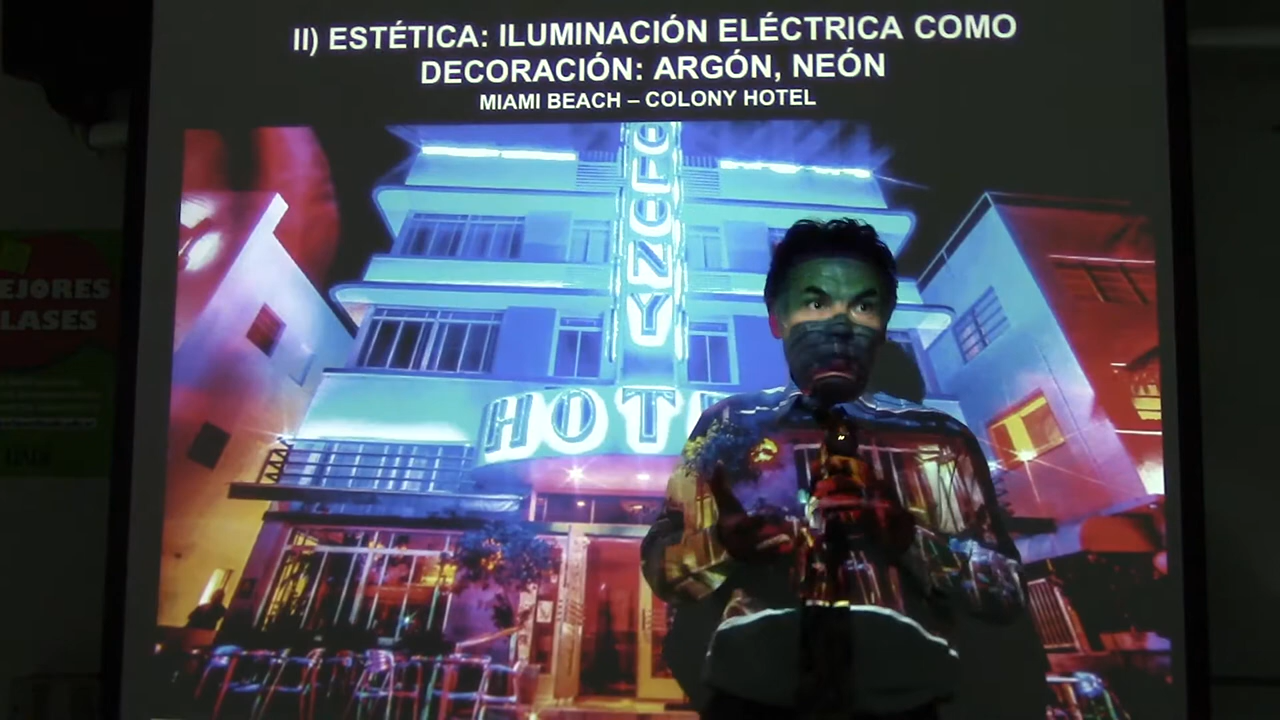 II) ESTÉTICA: ILUMINACIÓN ELÉCTRICA COMO
DECORACIÓN: ARGÓN, NEÓN
MIAMI BEACH – COLONY HOTEL
OLONY
HOT
EJORES
LASES